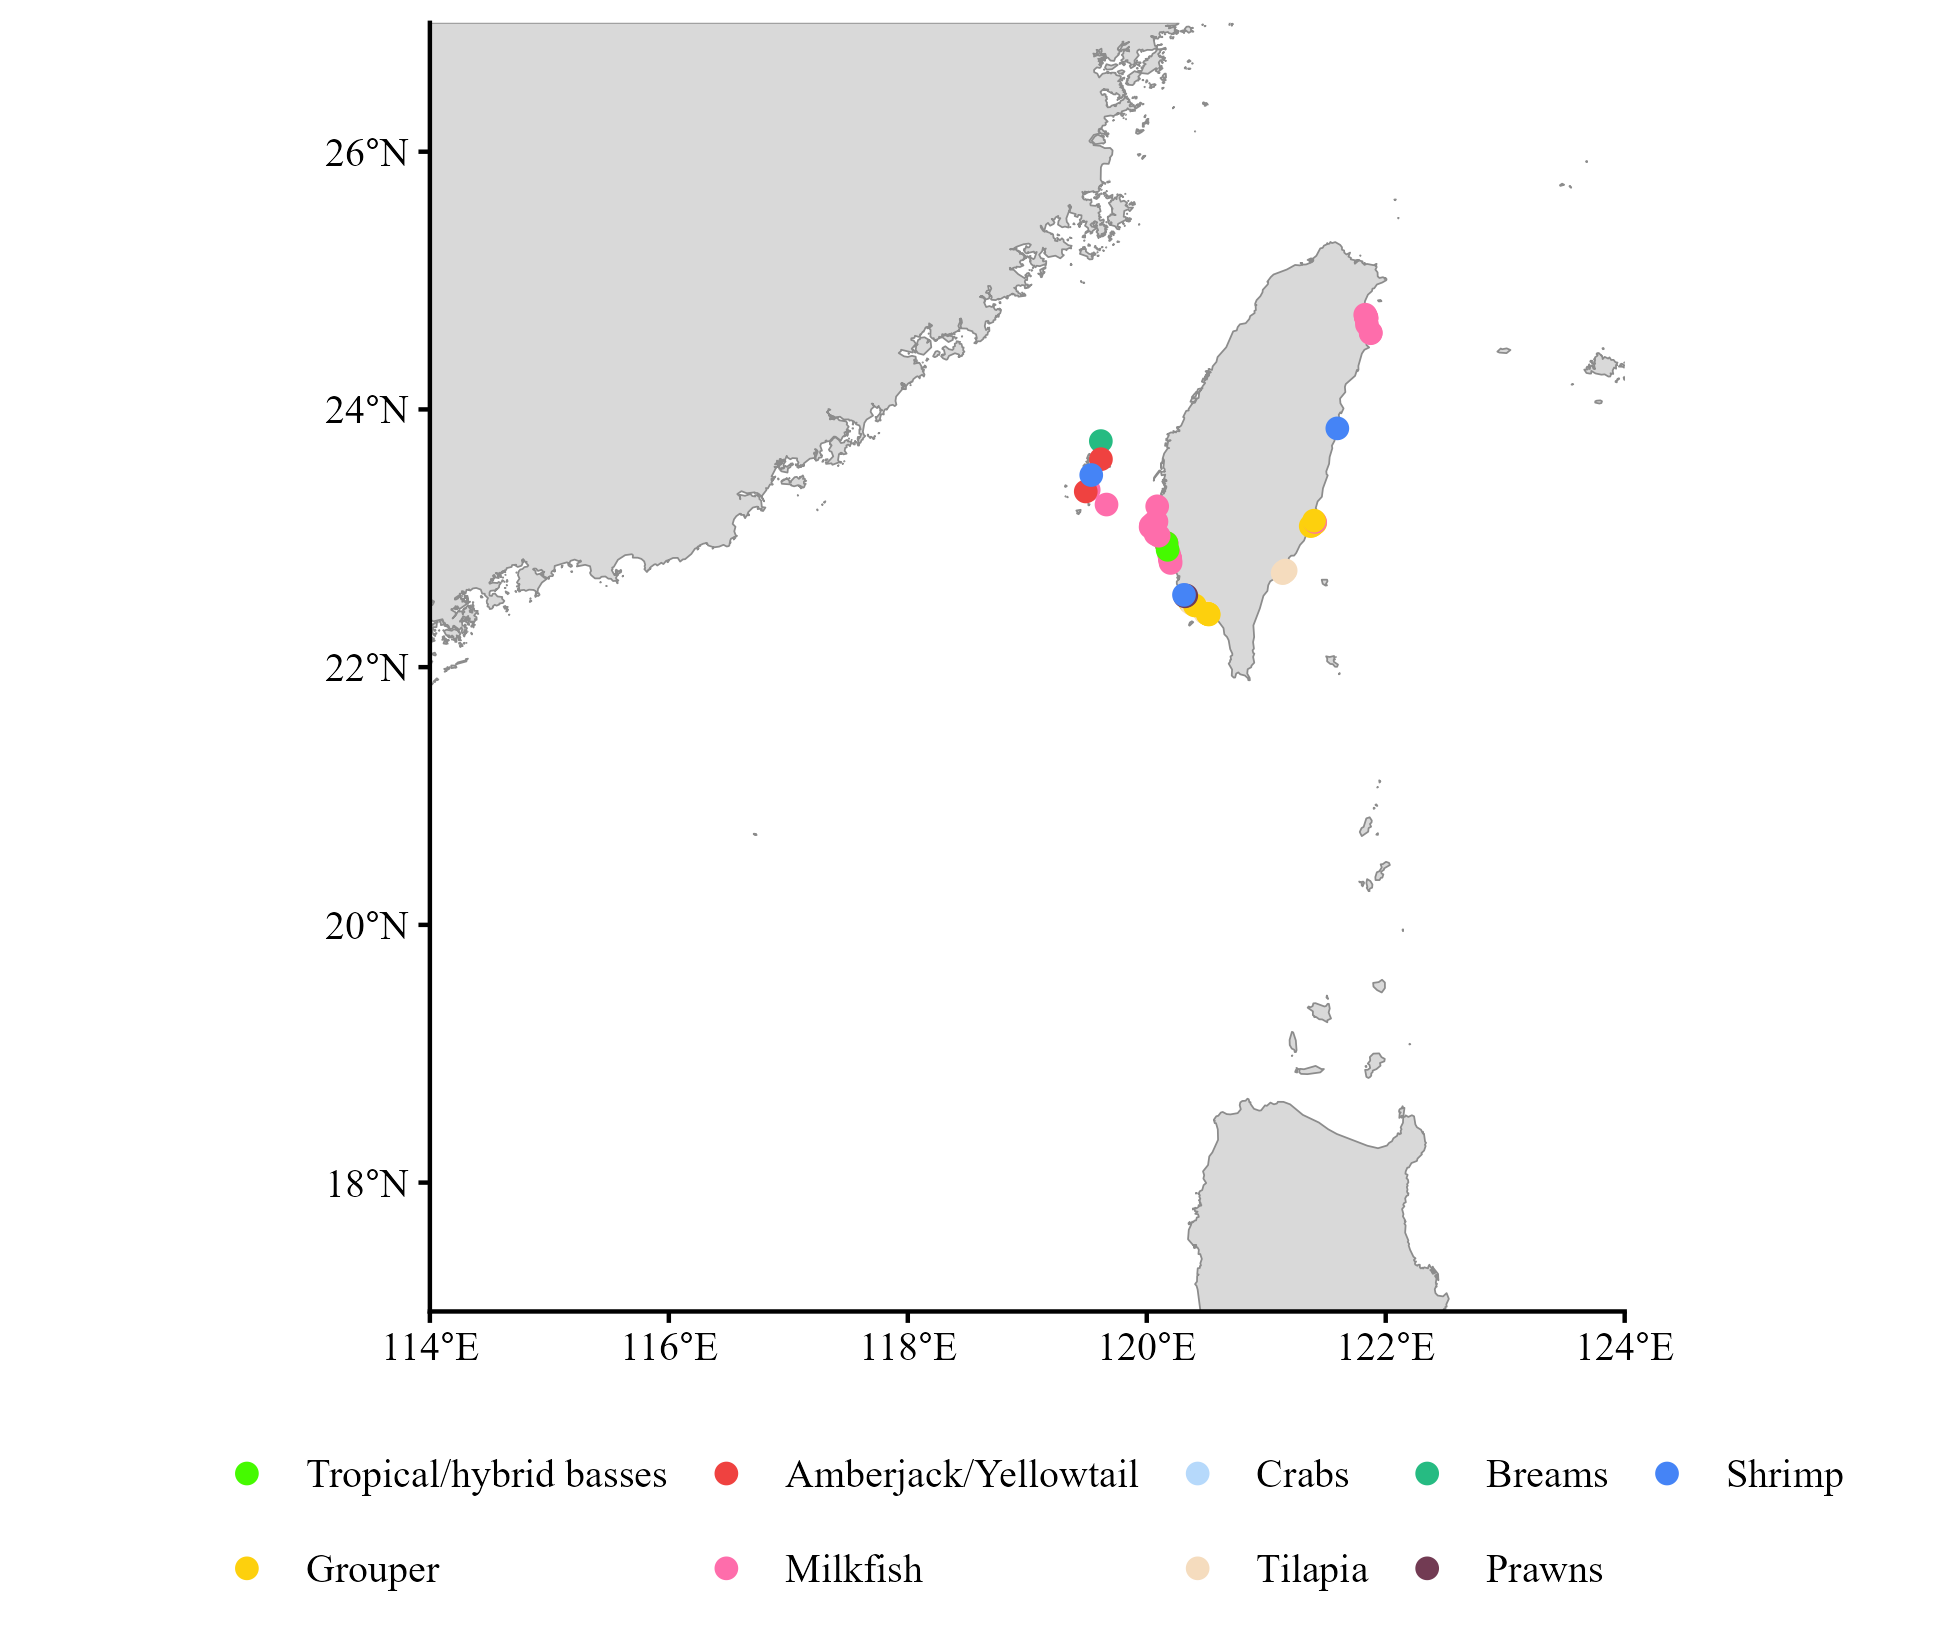 26°N
24°N
22°N
20°N
18°N
114°E 116°E 118°E 120°E 122°E 124°E
Tropical/hybrid basses Amberjack/Yellowtail Crabs Breams Shrimp
Grouper Milkfish Tilapia Prawns